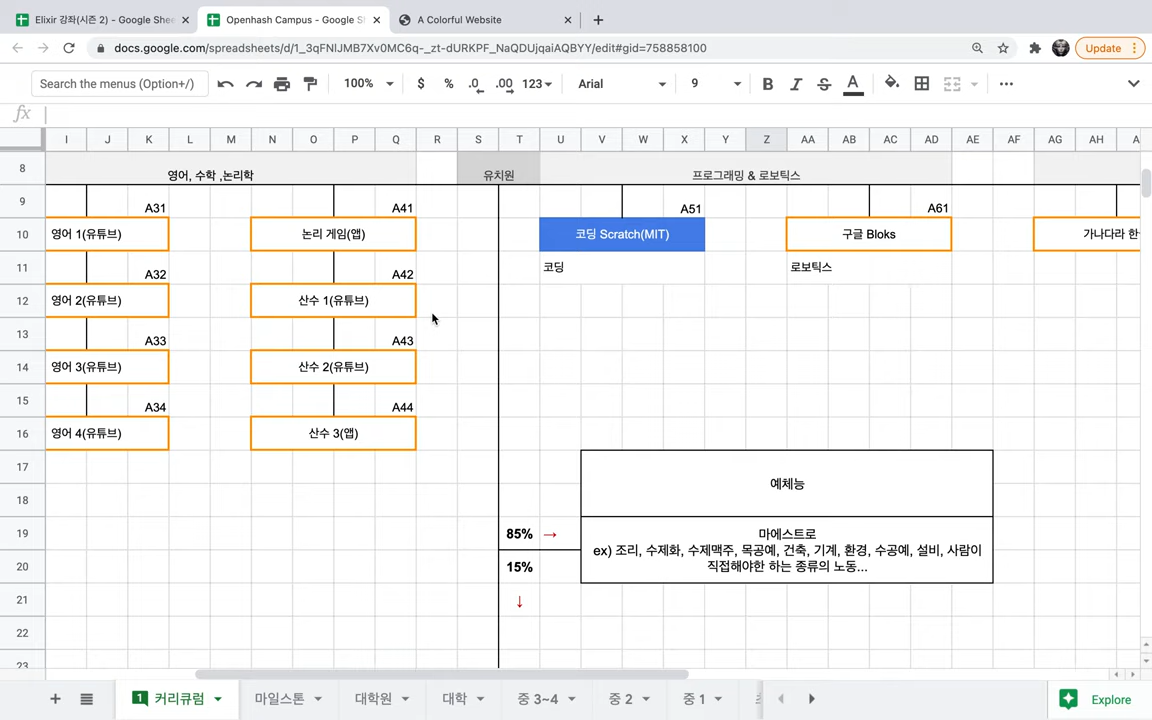 Elixir 강좌(시즌 2) - Google Shee
Openhash Campus - Google S
A Colorful Website
docs.google.com/spreadsheets/d/1_3qFNIJMB7Xv0MC6q-_zt-dURKPF_NaQDUjqaiAQBYY/edit#gid=758858100
Update
Search the menus (Option+/)
100%
$ % .0 .00 123
Arial
9
B I S A
fx
I J K L M N O P Q R S T U V W X Y Z AA AB AC AD AE AF AG AH A
8 영어, 수학 ,논리학 유치원 프로그래밍 & 로보틱스
9 A31 A41 A51 A61
10 영어 1(유튜브) 논리 게임(앱) 코딩 Scratch(MIT) 구글 Bloks 가나다라 한
11 A32 A42 코딩 로보틱스
12 영어 2(유튜브) 산수 1(유튜브)
13 A33 A43
14 영어 3(유튜브) 산수 2(유튜브)
15 A34 A44
16 영어 4(유튜브) 산수 3(앱)
17
예체능
18
19 85% → 마에스트로
ex) 조리, 수제화, 수제맥주, 목공예, 건축, 기계, 환경, 수공예, 설비, 사람이
20 15% 직접해야한 하는 종류의 노동...
21 ↓
22
23
1 커리큐럼 마일스톤 대학원 대학 중 3~4 중 2 중 1
Explore